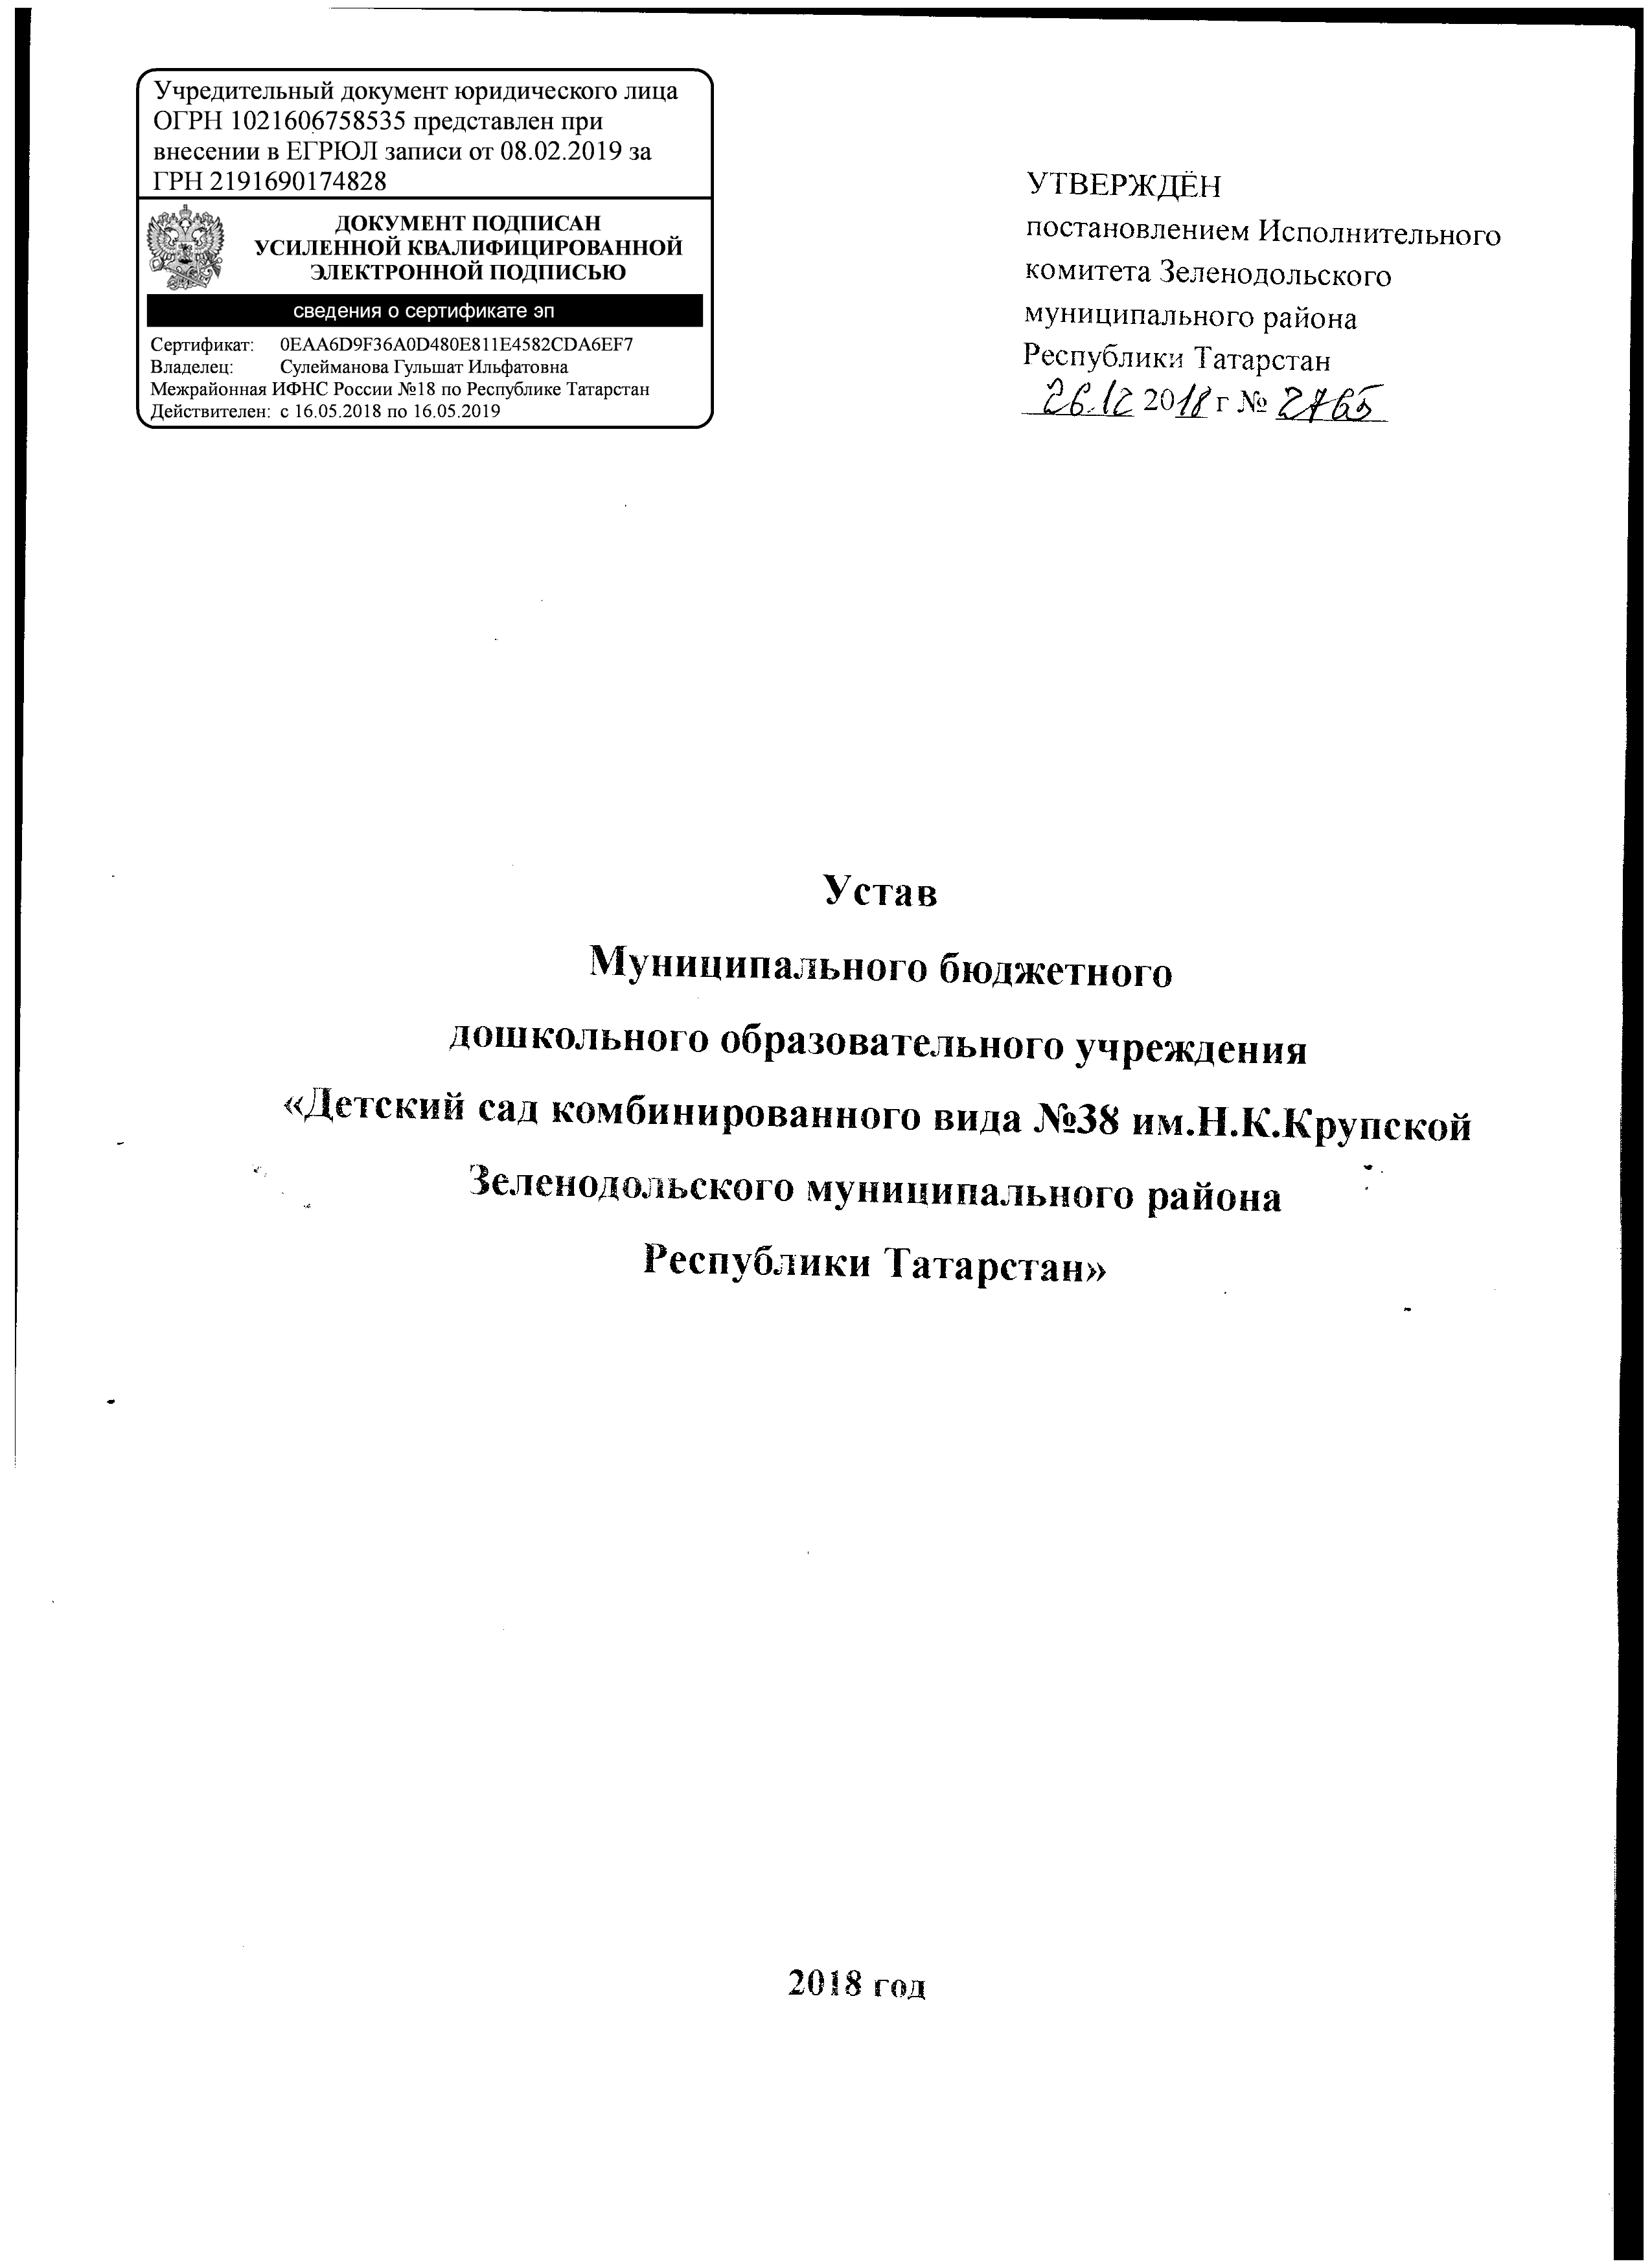 Учредительный документ юридического лица
ОГРН 1021606758535 представлен при
внесении в ЕГРЮЛ записи от 08.02.2019 за
ГРН 2191690174828
ДОКУМЕНТ ПОДПИСАН
УСИЛЕННОЙ КВАЛИФИЦИРОВАННОЙ
ЭЛЕКТРОННОЙ ПОДПИСЬЮ
сведения о сертификате эп
Сертификат: 0EAA6D9F36A0D480E811E4582CDA6EF7
Владелец: Сулейманова Гульшат Ильфатовна
Межрайонная ИФНС России №18 по Республике Татарстан
Действителен: с 16.05.2018 по 16.05.2019
УТВЕРЖДЁН
постановлением Исполнительного
комитета Зеленодольского
муниципального района
Республики Татарстан
26.12 2018 г № 2765
Устав
Муниципального бюджетного
дошкольного образовательного учреждения
«Детский сад комбинированного вида №38 им.Н.К.Крупской
Зеленодольского муниципального района
Республики Татарстан»
2018 год